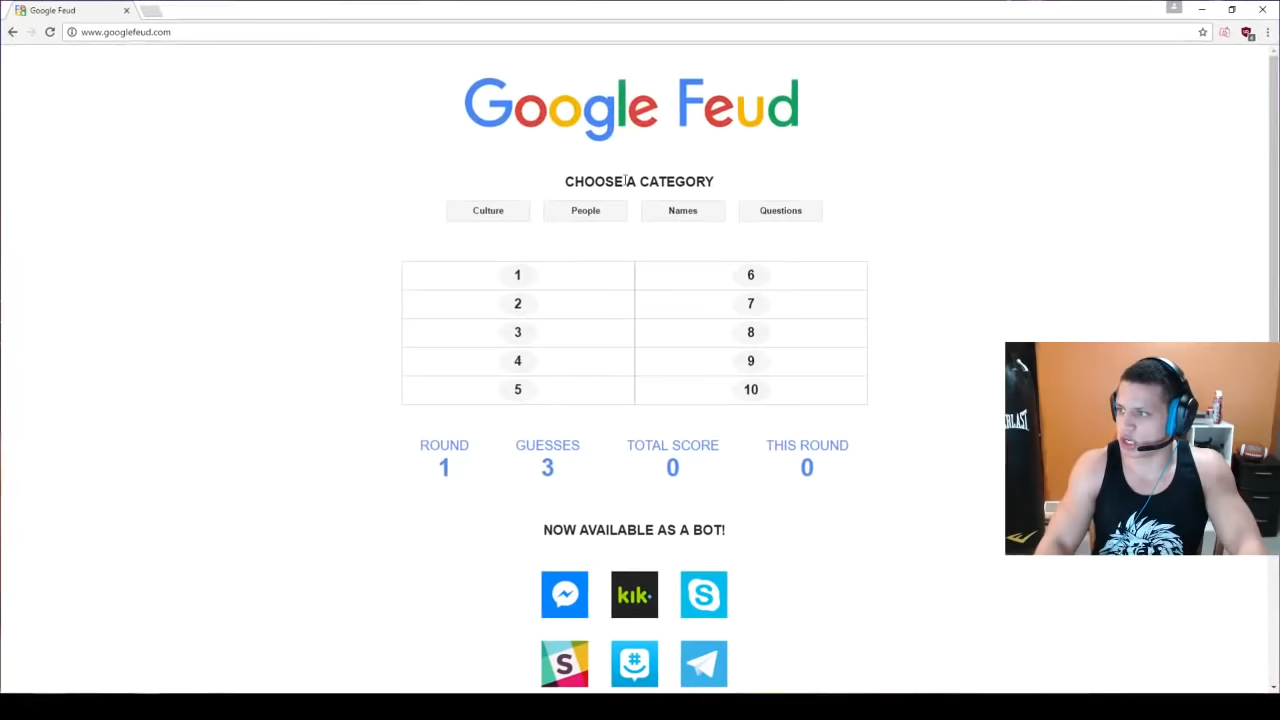 Google Feud
www.googlefeud.com
Google Feud
CHOOSE A CATEGORY
Culture People Names Questions
1 6
2 7
3 8
4 9
5 10
ROUND GUESSES TOTAL SCORE THIS ROUND
1 3 0 0
NOW AVAILABLE AS A BOT!
kik
S